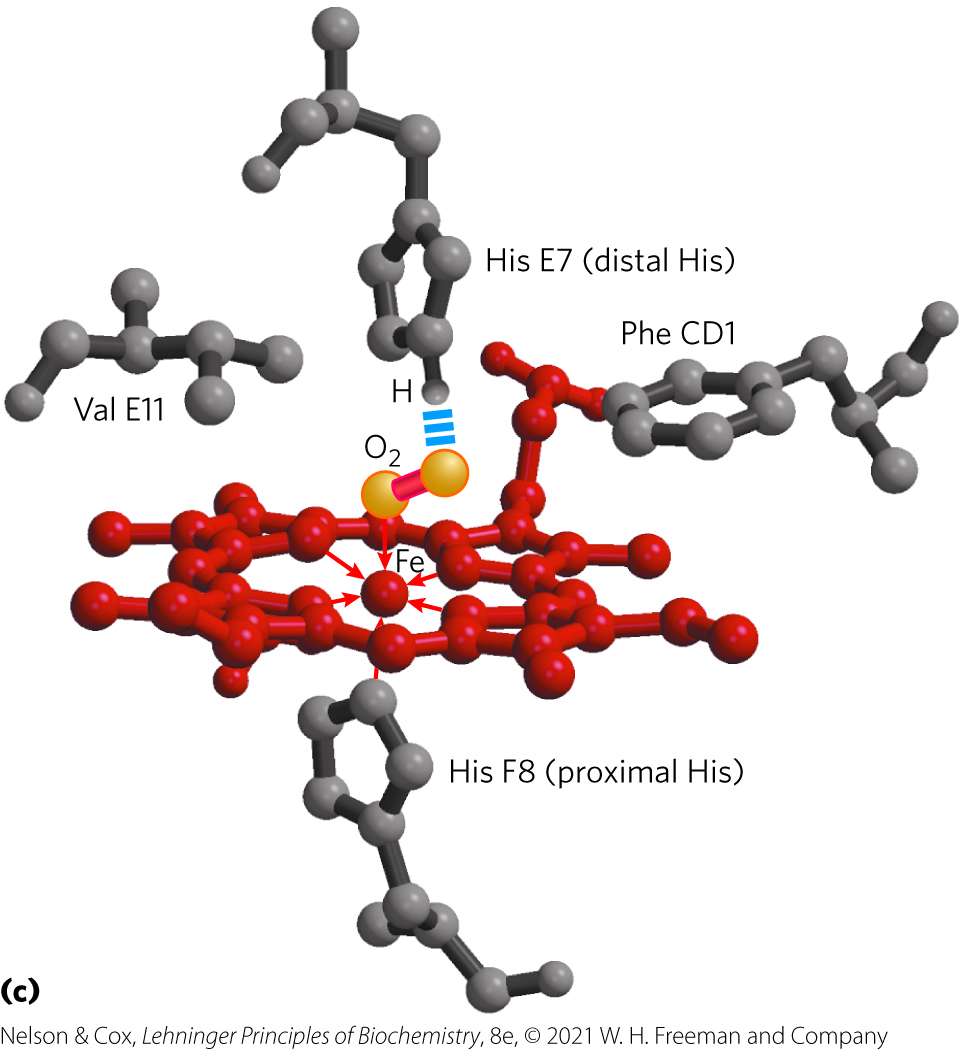 His E7 (distal His)
Phe CD1
H
Val E11
O₂
Fe
His F8 (proximal His)
(c)
Nelson & Cox, Lehninger Principles of Biochemistry, 8e, © 2021 W. H. Freeman and Company